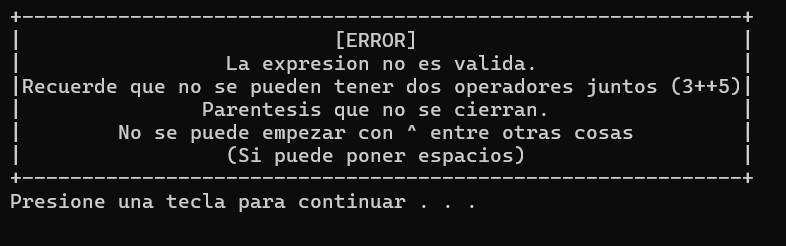 [ERROR]
La expresion no es valida.
Recuerde que no se pueden tener dos operadores juntos (3++5)
Parentesis que no se cierran.
No se puede empezar con ^ entre otras cosas
(Si puede poner espacios)
Presione una tecla para continuar . . .